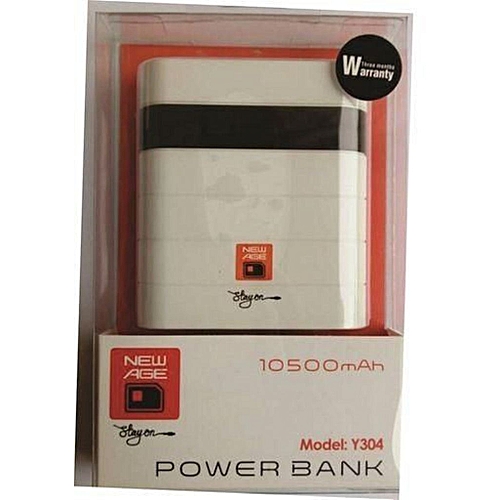 Three months
Warranty
NEW
AGE
Stay on
NEW
AGE
Stay on
10500mAh
Model: Y304
POWER BANK